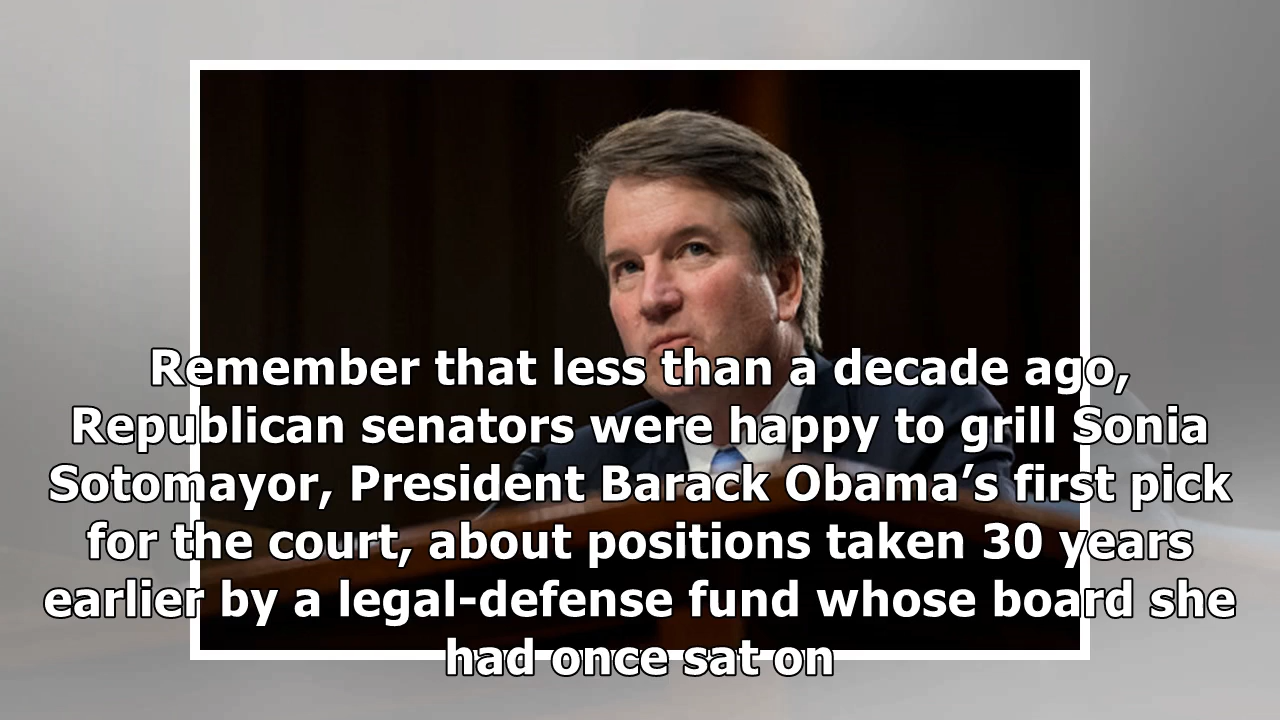 Remember that less than a decade ago,
Republican senators were happy to grill Sonia
Sotomayor, President Barack Obama’s first pick
for the court, about positions taken 30 years
earlier by a legal-defense fund whose board she
had once sat on